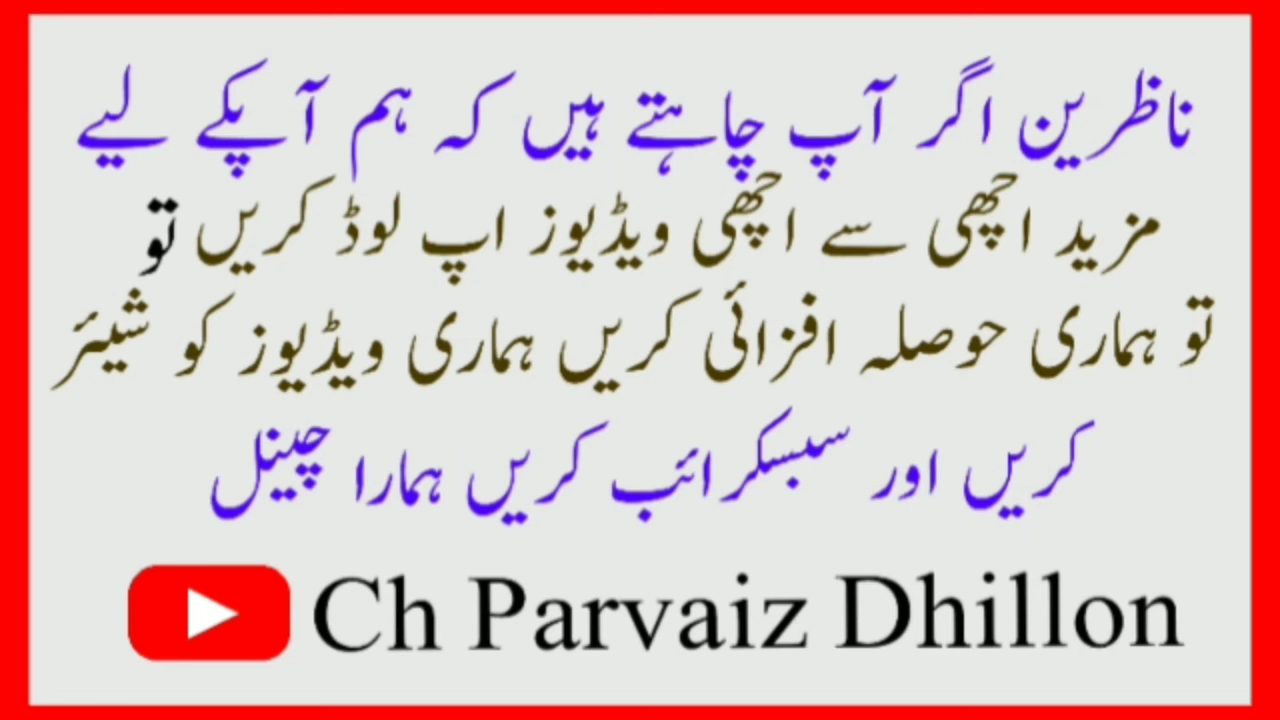 ناظرین اگر آپ چاہتے ہیں کہ ہم آپکے لیے
مزید اچھی سے اچھی ویڈیوز اپ لوڈ کریں تو
تو ہماری حوصلہ افزائی کریں ہماری ویڈیوز کو شیئر
کریں اور سبسکرائب کریں ہمارا چینل
Ch Parvaiz Dhillon